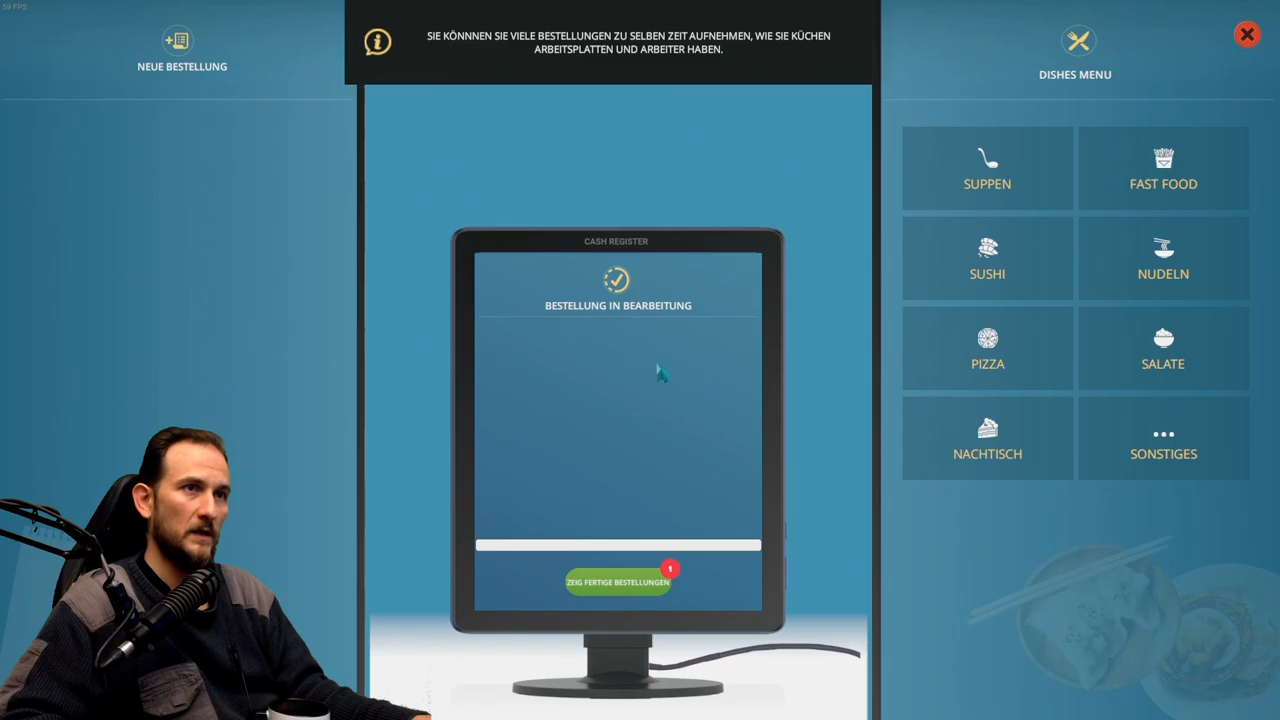 59 FPS
NEUE BESTELLUNG
SIE KÖNNNEN SIE VIELE BESTELLUNGEN ZU SELBEN ZEIT AUFNEHMEN, WIE SIE KÜCHEN
ARBEITSPLATTEN UND ARBEITER HABEN.
DISHES MENU
SUPPEN
FAST FOOD
SUSHI
NUDELN
PIZZA
SALATE
NACHTISCH
SONSTIGES
CASH REGISTER
BESTELLUNG IN BEARBEITUNG
1
ZEIG FERTIGE BESTELLUNGEN